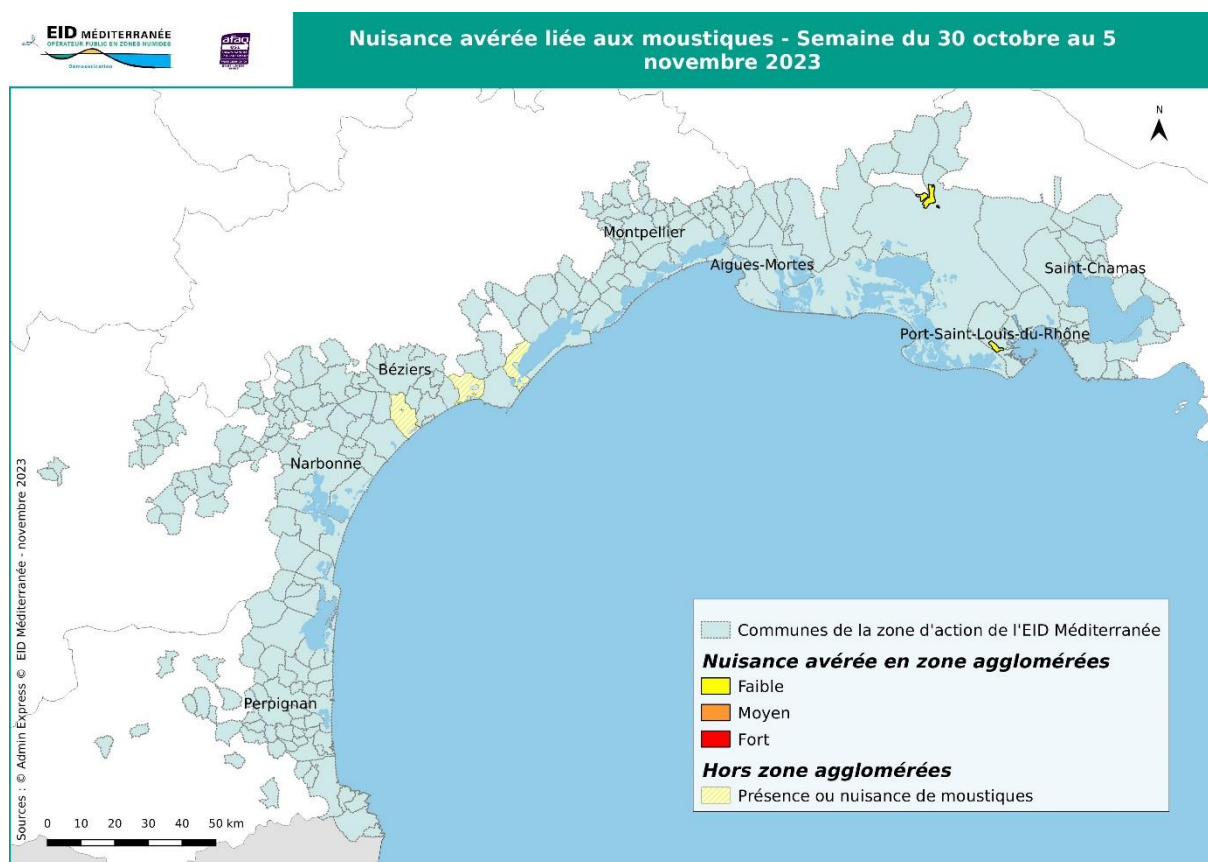 EID MÉDITERRANÉE
OPÉRATEUR PUBLIC EN ZONES HUMIDES
Démoustication
afaq
Nuisance avérée liée aux moustiques - Semaine du 30 octobre au 5
novembre 2023
N
Montpellier
Aigues-Mortes
Saint-Chamas
Port-Saint-Louis-du-Rhône
Béziers
Narbonne
Perpignan
Communes de la zone d'action de l'EID Méditerranée
Nuisance avérée en zone agglomérées
Faible
Moyen
Fort
Hors zone agglomérées
Présence ou nuisance de moustiques
0 10 20 30 40 50 km
Sources : © Admin Express © EID Méditerranée - novembre 2023